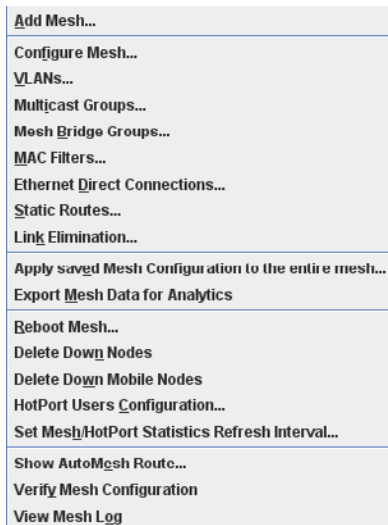 Add Mesh...
Configure Mesh...
VLANs...
Multicast Groups...
Mesh Bridge Groups...
MAC Filters...
Ethernet Direct Connections...
Static Routes...
Link Elimination...
Apply saved Mesh Configuration to the entire mesh...
Export Mesh Data for Analytics
Reboot Mesh...
Delete Down Nodes
Delete Down Mobile Nodes
HotPort Users Configuration...
Set Mesh/HotPort Statistics Refresh Interval...
Show AutoMesh Route...
Verify Mesh Configuration
View Mesh Log